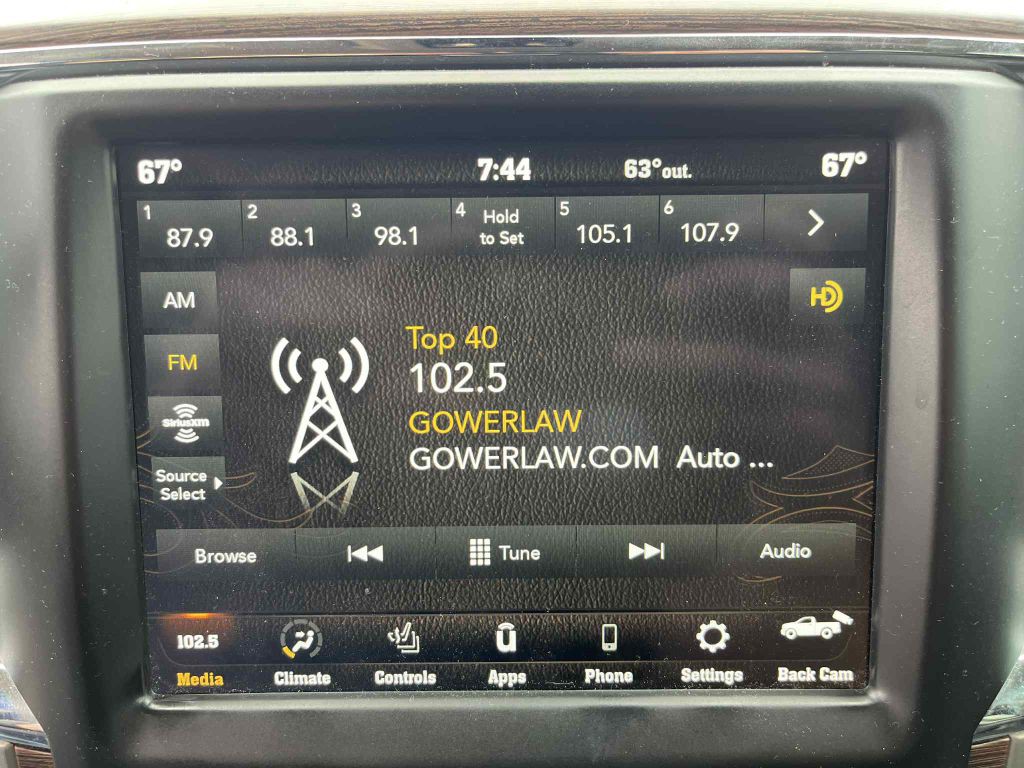 67° 7:44 63° out. 67°
1 87.9 2 88.1 3 98.1 4 Hold to Set 5 105.1 6 107.9
AM
HD
FM
Top 40
102.5
SiriusXM
GOWERLAW
GOWERLAW.COM Auto ...
Source
Select
Browse Tune Audio
102.5
Media Climate Controls Apps Phone Settings Back Cam